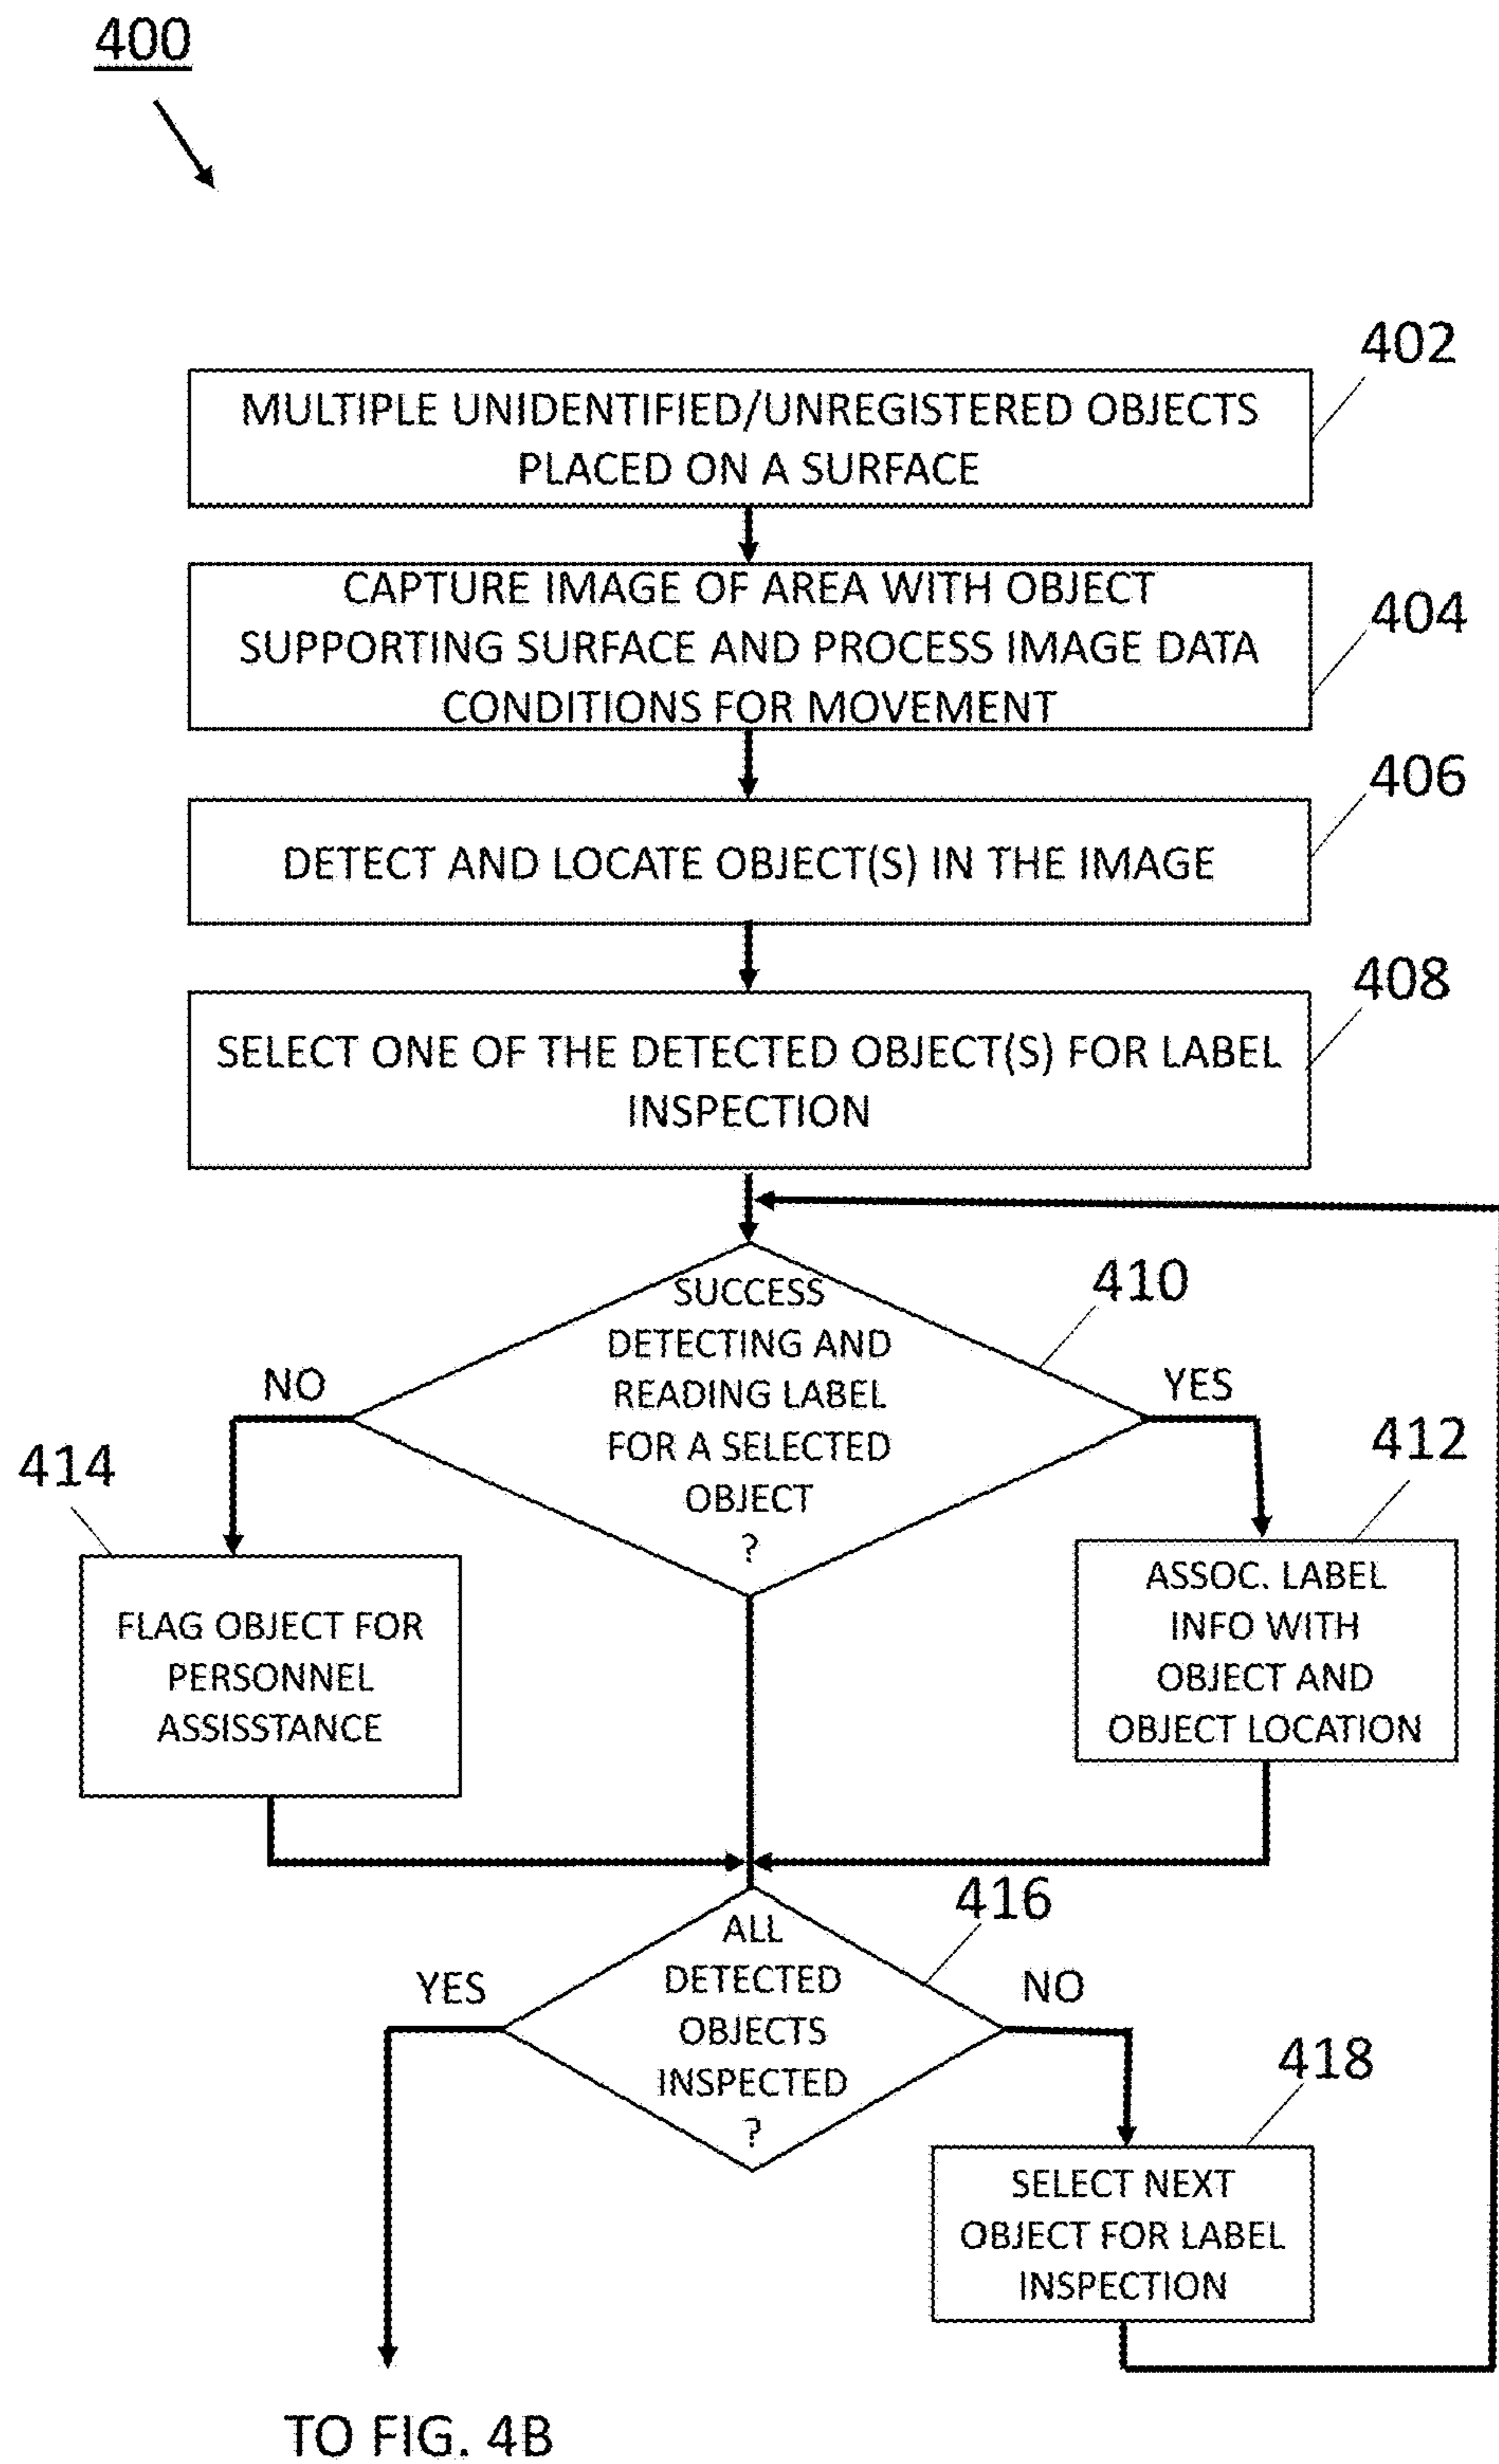 400
402
MULTIPLE UNIDENTIFIED/UNREGISTERED OBJECTS
PLACED ON A SURFACE
CAPTURE IMAGE OF AREA WITH OBJECT
SUPPORTING SURFACE AND PROCESS IMAGE DATA
CONDITIONS FOR MOVEMENT
404
406
DETECT AND LOCATE OBJECT(S) IN THE IMAGE
408
SELECT ONE OF THE DETECTED OBJECT(S) FOR LABEL
INSPECTION
410
SUCCESS
DETECTING AND
READING LABEL
FOR A SELECTED
OBJECT
?
NO
YES
414
FLAG OBJECT FOR
PERSONNEL
ASSISSTANCE
412
ASSOC. LABEL
INFO WITH
OBJECT AND
OBJECT LOCATION
416
ALL
DETECTED
OBJECTS
INSPECTED
?
YES
NO
418
SELECT NEXT
OBJECT FOR LABEL
INSPECTION
TO FIG. 4B